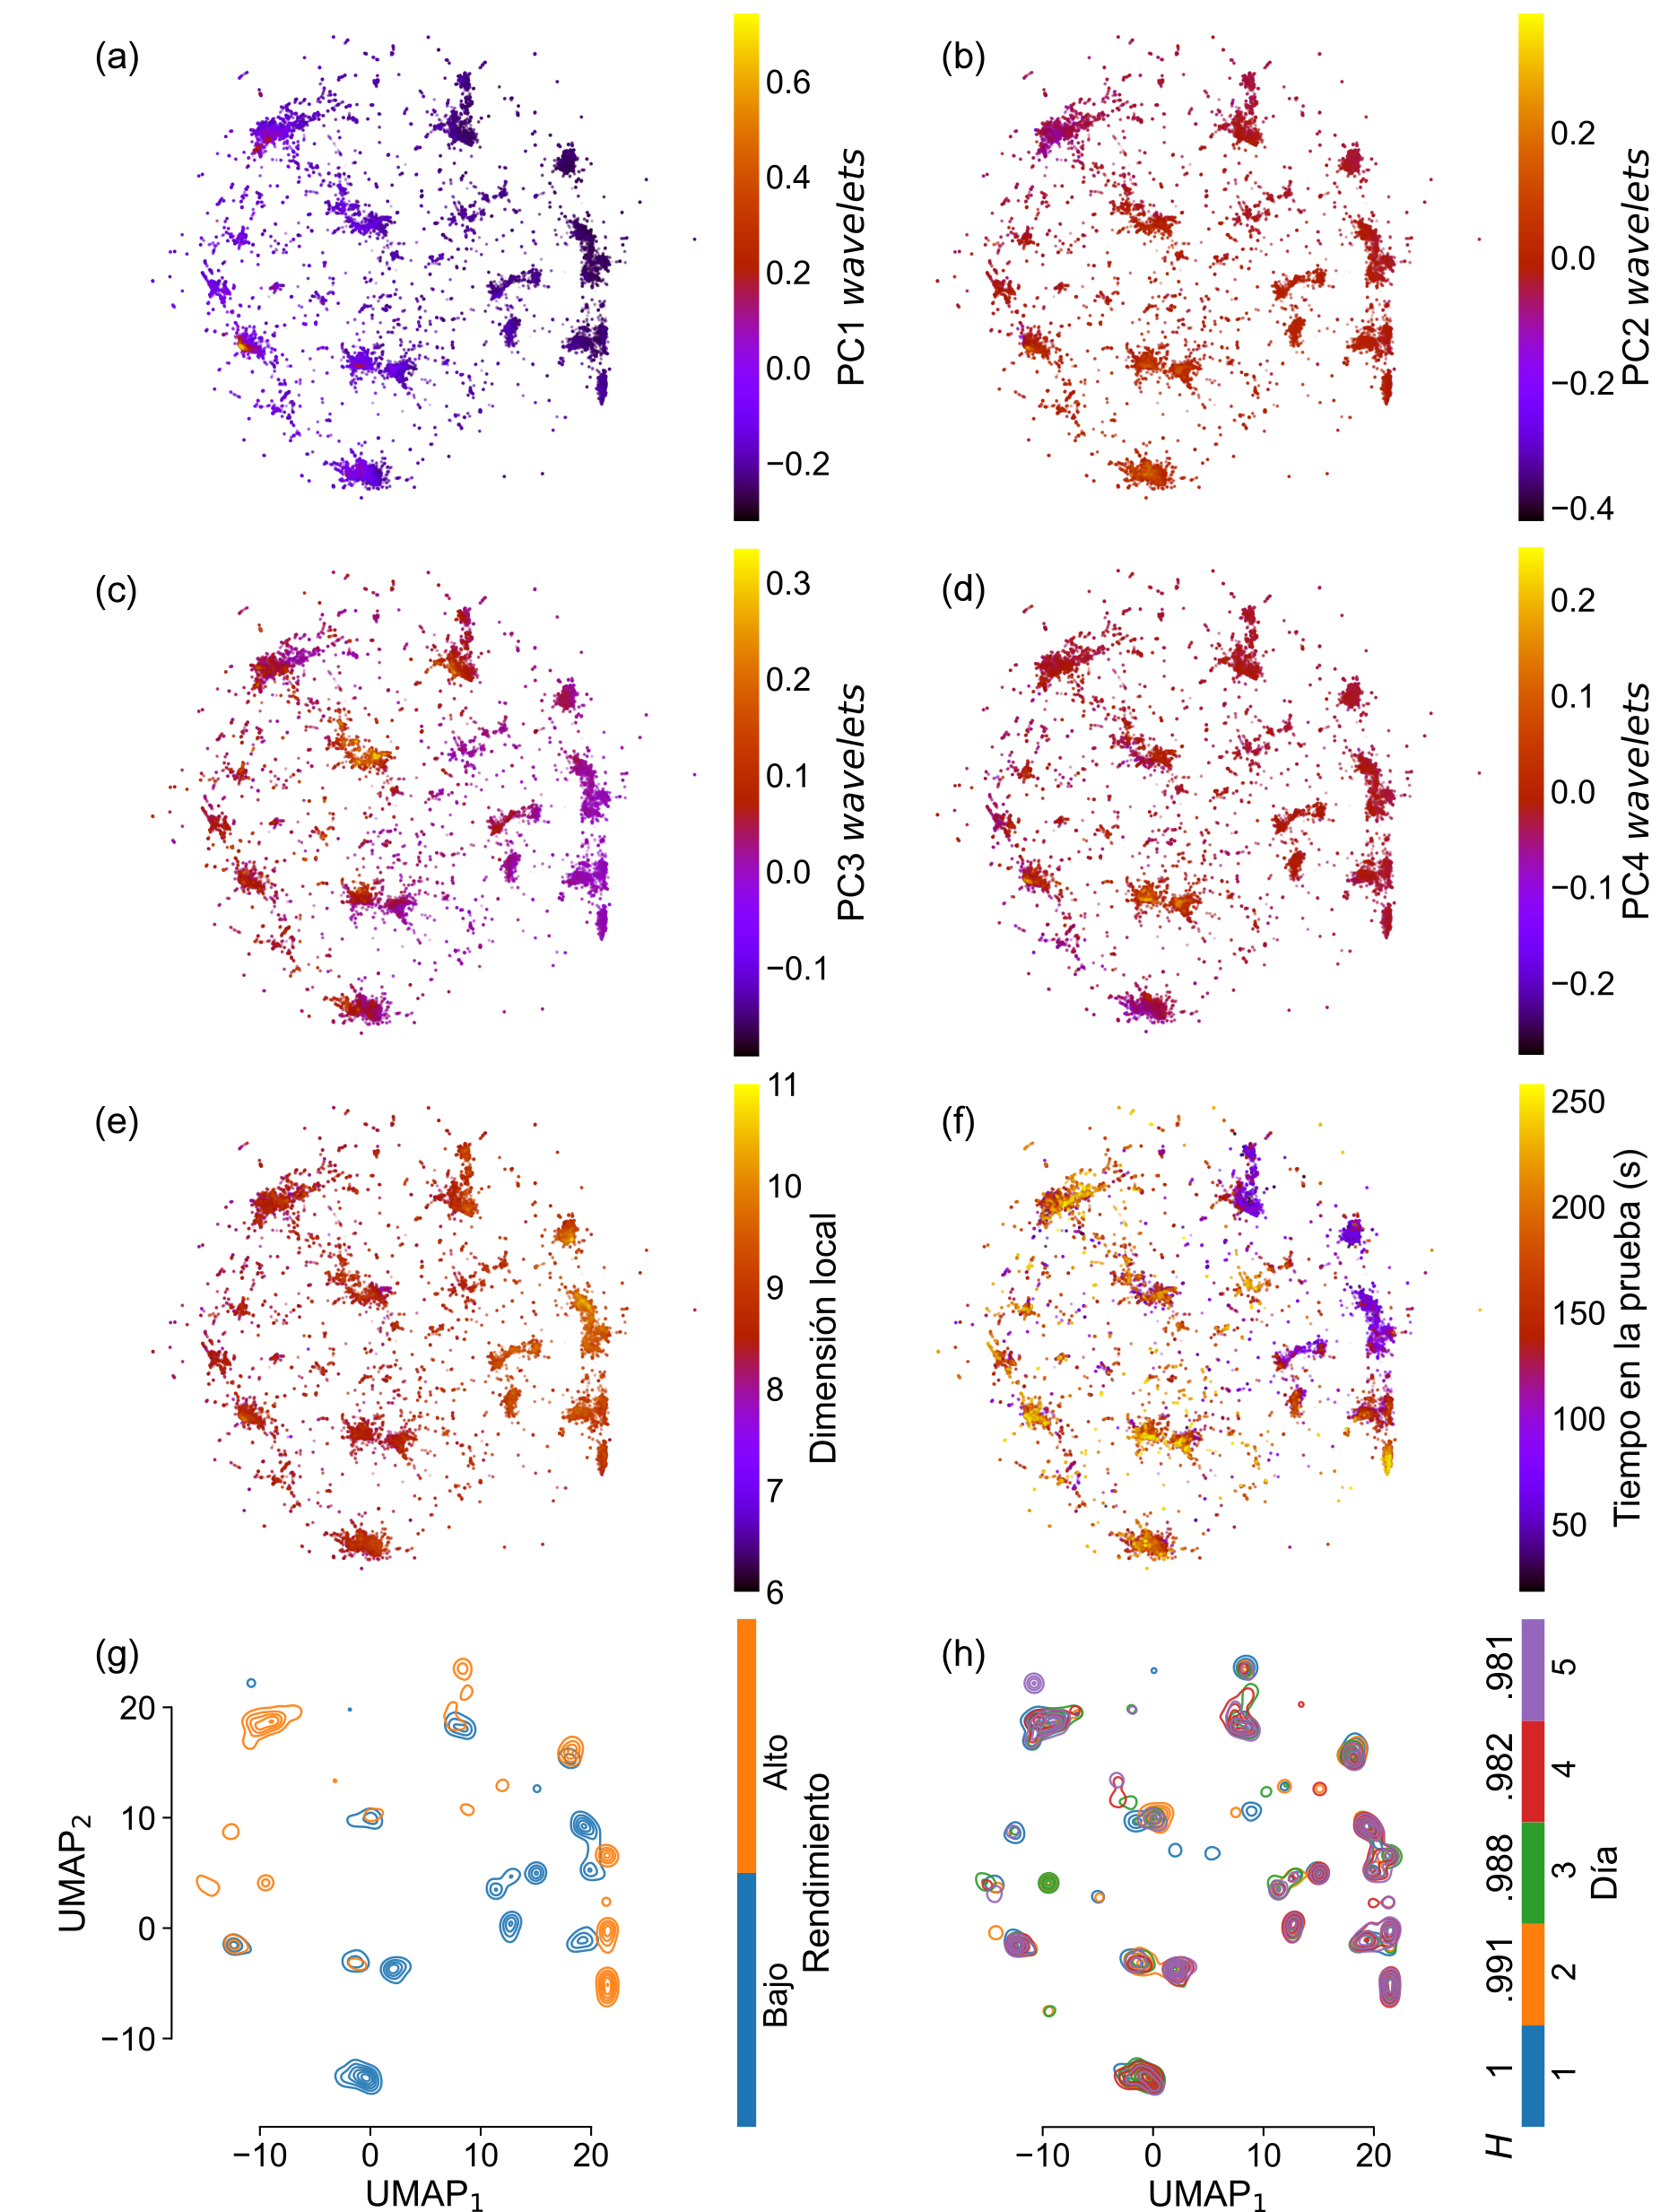 (a)
0.6
0.4
0.2
0.0
−0.2
PC1 wavelets
(b)
0.2
0.0
−0.2
−0.4
PC2 wavelets
(c)
0.3
0.2
0.1
0.0
−0.1
PC3 wavelets
(d)
0.2
0.1
0.0
−0.1
−0.2
PC4 wavelets
(e)
11
10
9
8
7
6
Dimensión local
(f)
250
200
150
100
50
Tiempo en la prueba (s)
(g)
20
10
0
−10
UMAP2
−10 0 10 20
UMAP1
Alto
Bajo
Rendimiento
(h)
−10 0 10 20
UMAP1
.981
.982
.988
.991
1
H
5
4
3
2
1
Día